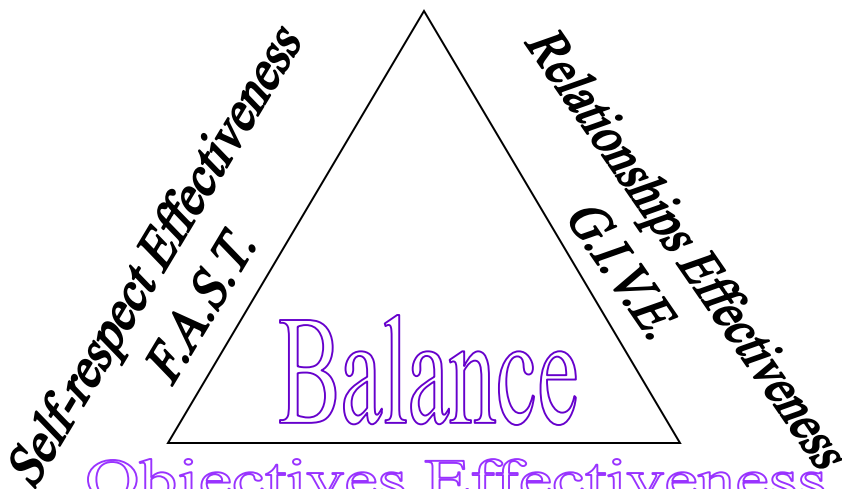 Self-respect Effectiveness
F.A.S.T.
Relationships Effectiveness
G.I.V.E.
Balance
Objectives Effectiveness